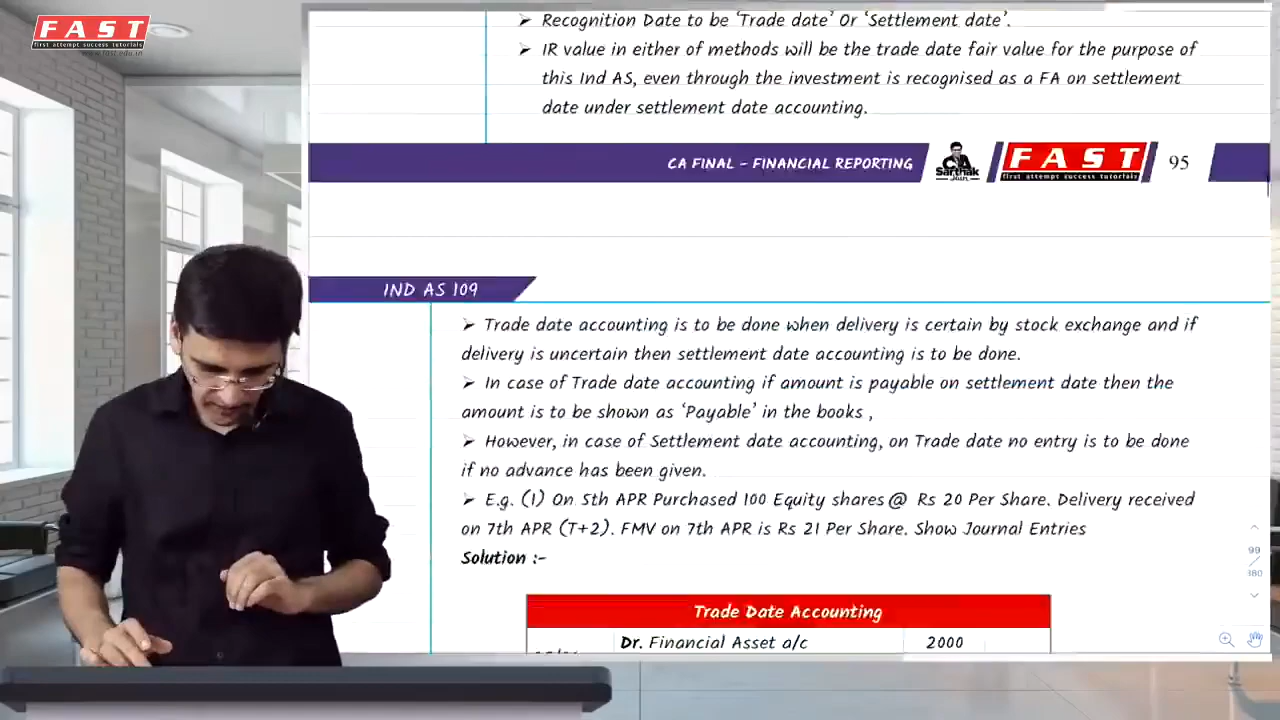 FAST
first attempt success tutorials
www.fast.edu.in
➢ Recognition Date to be ‘Trade date’ Or ‘Settlement date’.
➢ IR value in either of methods will be the trade date fair value for the purpose of
this Ind AS, even through the investment is recognised as a FA on settlement
date under settlement date accounting.
CA FINAL - FINANCIAL REPORTING
CA
Sarthak
Jain
FAST
first attempt success tutorials
95
IND AS 109
➢ Trade date accounting is to be done when delivery is certain by stock exchange and if
delivery is uncertain then settlement date accounting is to be done.
➢ In case of Trade date accounting if amount is payable on settlement date then the
amount is to be shown as ‘Payable’ in the books ,
➢ However, in case of Settlement date accounting, on Trade date no entry is to be done
if no advance has been given.
➢ E.g. (1) On 5th APR Purchased 100 Equity shares@ Rs 20 Per Share. Delivery received
on 7th APR (T+2). FMV on 7th APR is Rs 21 Per Share. Show Journal Entries
Solution :-
Trade Date Accounting
Dr. Financial Asset a/c 2000
99
380